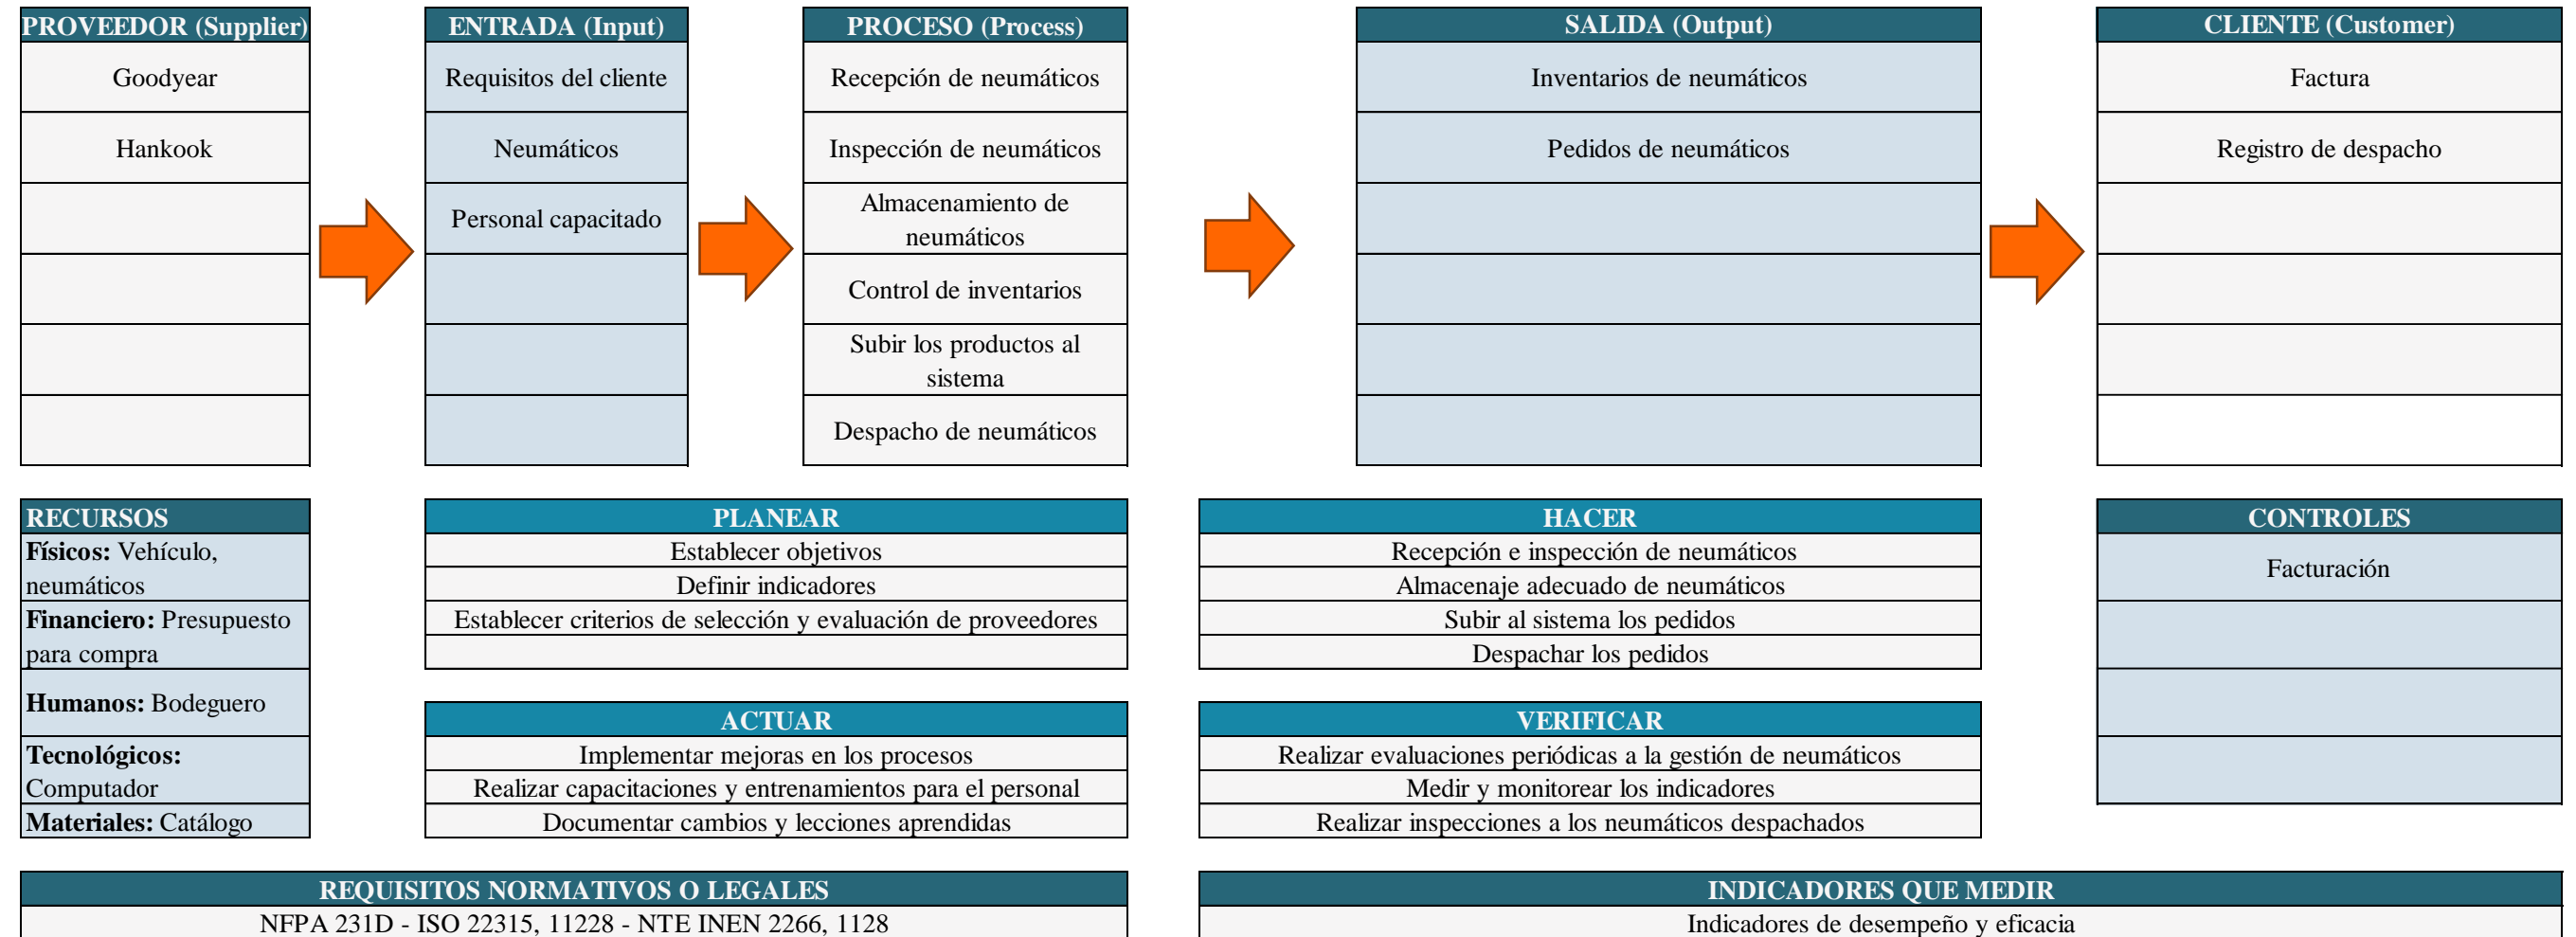 PROVEEDOR (Supplier)
Goodyear
Hankook
ENTRADA (Input)
Requisitos del cliente
Neumáticos
Personal capacitado
PROCESO (Process)
Recepción de neumáticos
Inspección de neumáticos
Almacenamiento de
neumáticos
Control de inventarios
Subir los productos al
sistema
Despacho de neumáticos
SALIDA (Output)
Inventarios de neumáticos
Pedidos de neumáticos
CLIENTE (Customer)
Factura
Registro de despacho
RECURSOS
Físicos: Vehículo,
neumáticos
Financiero: Presupuesto
para compra
Humanos: Bodeguero
Tecnológicos:
Computador
Materiales: Catálogo
PLANEAR
Establecer objetivos
Definir indicadores
Establecer criterios de selección y evaluación de proveedores
HACER
Recepción e inspección de neumáticos
Almacenaje adecuado de neumáticos
Subir al sistema los pedidos
Despachar los pedidos
CONTROLES
Facturación
ACTUAR
Implementar mejoras en los procesos
Realizar capacitaciones y entrenamientos para el personal
Documentar cambios y lecciones aprendidas
VERIFICAR
Realizar evaluaciones periódicas a la gestión de neumáticos
Medir y monitorear los indicadores
Realizar inspecciones a los neumáticos despachados
REQUISITOS NORMATIVOS O LEGALES
NFPA 231D - ISO 22315, 11228 - NTE INEN 2266, 1128
INDICADORES QUE MEDIR
Indicadores de desempeño y eficacia